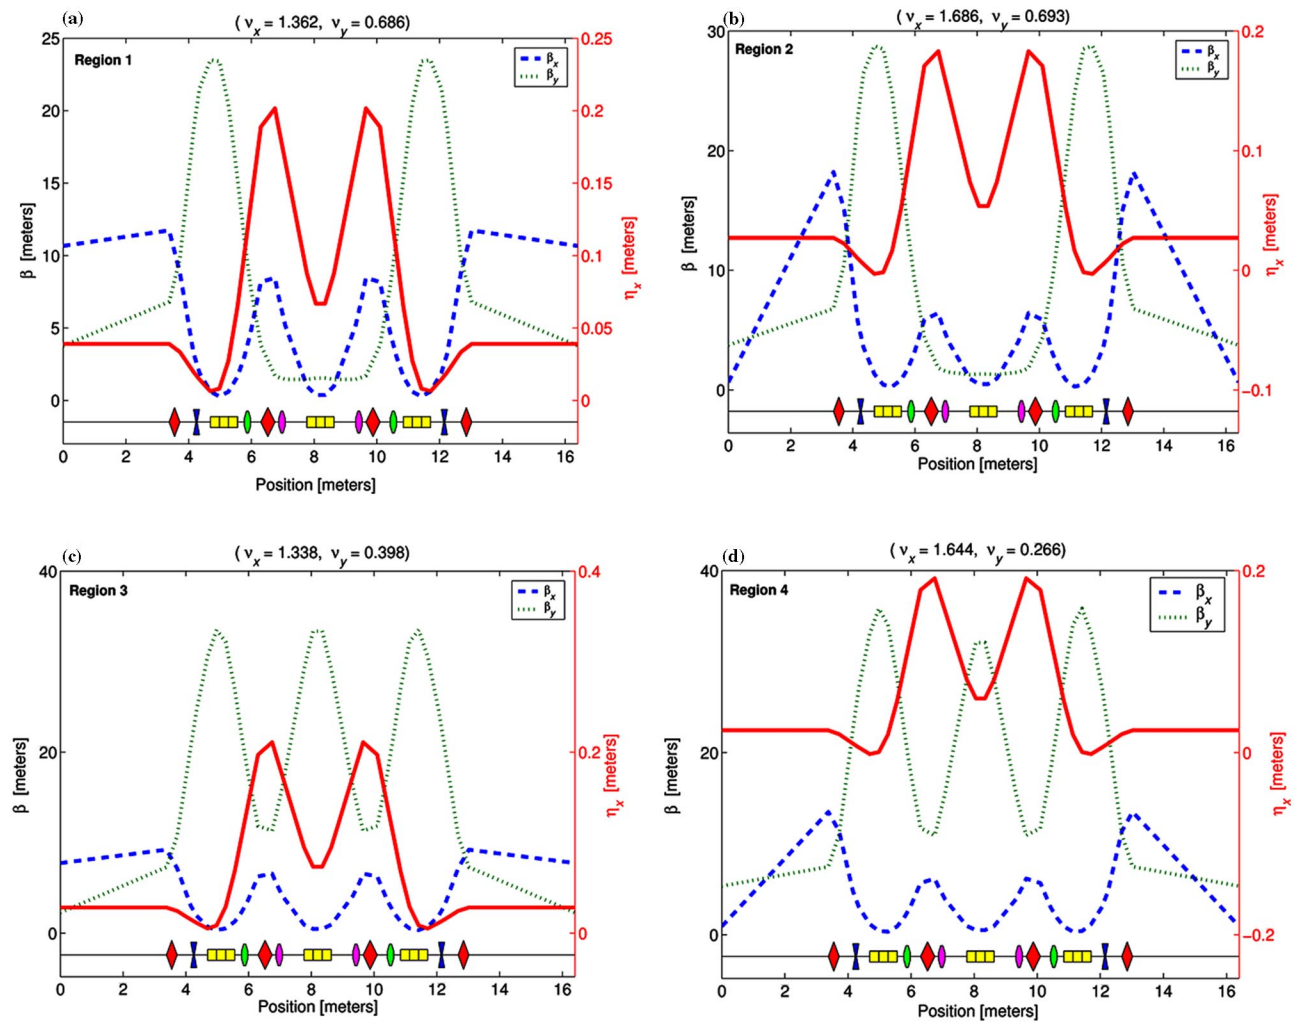 (a)
( νx = 1.362, νy = 0.686)
Region 1
βx
βy
25
20
15
10
5
0
β [meters]
0.25
0.2
0.15
0.1
0.05
0
ηx [meters]
0 2 4 6 8 10 12 14 16
Position [meters]
(b)
( νx = 1.686, νy = 0.693)
Region 2
βx
βy
30
20
10
0
β [meters]
0.2
0.1
0
−0.1
ηx [meters]
0 2 4 6 8 10 12 14 16
Position [meters]
(c)
( νx = 1.338, νy = 0.398)
Region 3
βx
βy
40
20
0
β [meters]
0.4
0.2
0
ηx [meters]
0 2 4 6 8 10 12 14 16
Position [meters]
(d)
( νx = 1.644, νy = 0.266)
Region 4
βx
βy
40
20
0
β [meters]
0.2
0
−0.2
ηx [meters]
0 2 4 6 8 10 12 14 16
Position [meters]